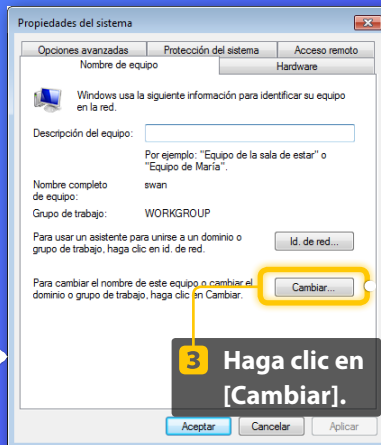 Propiedades del sistema
Opciones avanzadas Protección del sistema Acceso remoto
Nombre de equipo Hardware
Windows usa la siguiente información para identificar su equipo
en la red.
Descripción del equipo:
Por ejemplo: "Equipo de la sala de estar" o
"Equipo de María".
Nombre completo swan
de equipo:
Grupo de trabajo: WORKGROUP
Para usar un asistente para unirse a un dominio o
grupo de trabajo, haga clic en id. de red.
Id. de red...
Para cambiar el nombre de este equipo o cambiar el
dominio o grupo de trabajo, haga clic en Cambiar.
Cambiar...
3 Haga clic en
[Cambiar].
Aceptar Cancelar Aplicar